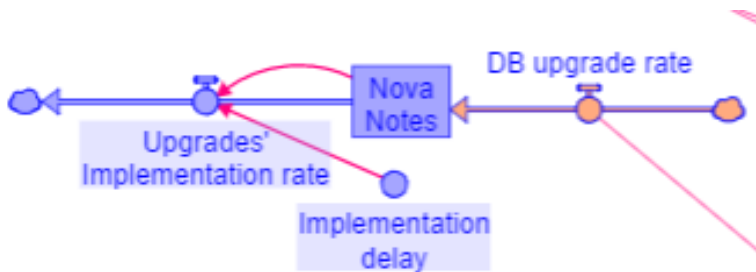 DB upgrade rate
Nova
Notes
Upgrades'
Implementation rate
Implementation
delay